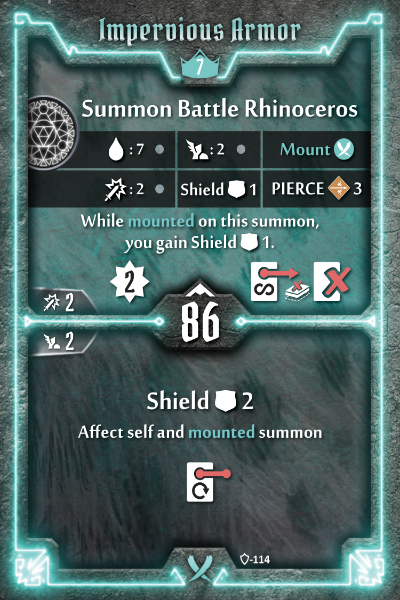 Impervious Armor
7
Summon Battle Rhinoceros
: 7 : 2 Mount
: 2 Shield 1 PIERCE 3
While mounted on this summon,
you gain Shield 1.
2
2
86
2
Shield 2
Affect self and mounted summon
-114